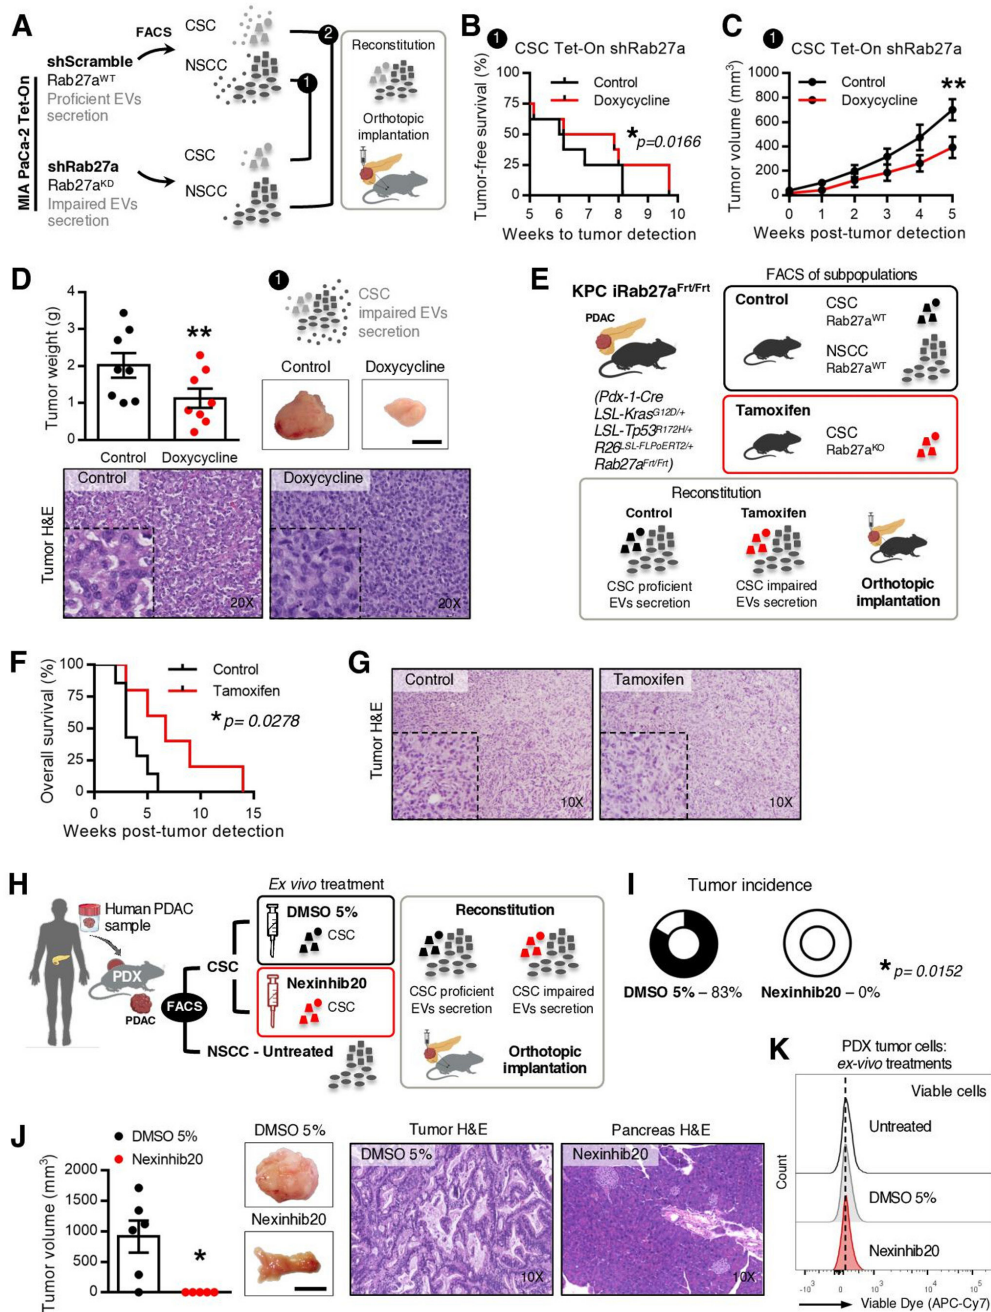 A
MIA PaCa-2 Tet-On
shScramble
Rab27aWT
Proficient EVs
secretion
FACS
CSC
NSCC
shRab27a
Rab27aKD
Impaired EVs
secretion
CSC
NSCC
2
1
Reconstitution
Orthotopic
implantation
B
1
CSC Tet-On shRab27a
Control
Doxycycline
* p=0.0166
Tumor-free survival (%)
100
75
50
25
0
5 6 7 8 9 10
Weeks to tumor detection
C
1
CSC Tet-On shRab27a
Control
Doxycycline
**
Tumor volume (mm3)
1000
800
600
400
200
0
0 1 2 3 4 5
Weeks post-tumor detection
D
Tumor weight (g)
4
3
2
1
0
**
Control Doxycycline
1
CSC
impaired EVs
secretion
Control Doxycycline
Tumor H&E
Control
20X
Doxycycline
20X
E
KPC iRab27aFrt/Frt
PDAC
(Pdx-1-Cre
LSL-KrasG12D/+
LSL-Tp53R172H/+
R26LSL-FLPoERT2/+
Rab27aFrt/Frt)
FACS of subpopulations
Control
CSC
Rab27aWT
NSCC
Rab27aWT
Tamoxifen
CSC
Rab27aKO
Reconstitution
Control
CSC proficient
EVs secretion
Tamoxifen
CSC impaired
EVs secretion
Orthotopic
implantation
F
Overall survival (%)
100
75
50
25
0
Control
Tamoxifen
* p= 0.0278
0 5 10 15
Weeks post-tumor detection
G
Tumor H&E
Control
10X
Tamoxifen
10X
H
Human PDAC
sample
PDX
PDAC
FACS
CSC
NSCC - Untreated
Ex vivo treatment
DMSO 5%
CSC
Nexinhib20
CSC
Reconstitution
CSC proficient
EVs secretion
CSC impaired
EVs secretion
Orthotopic
implantation
I
Tumor incidence
DMSO 5% – 83%
Nexinhib20 – 0%
* p= 0.0152
J
DMSO 5%
Nexinhib20
Tumor volume (mm3)
2000
1500
1000
500
0
*
DMSO 5%
Nexinhib20
Tumor H&E
DMSO 5%
10X
Pancreas H&E
Nexinhib20
10X
K
PDX tumor cells:
ex-vivo treatments
Viable cells
Untreated
DMSO 5%
Nexinhib20
Count
-103 0 103 104 105
Viable Dye (APC-Cy7)